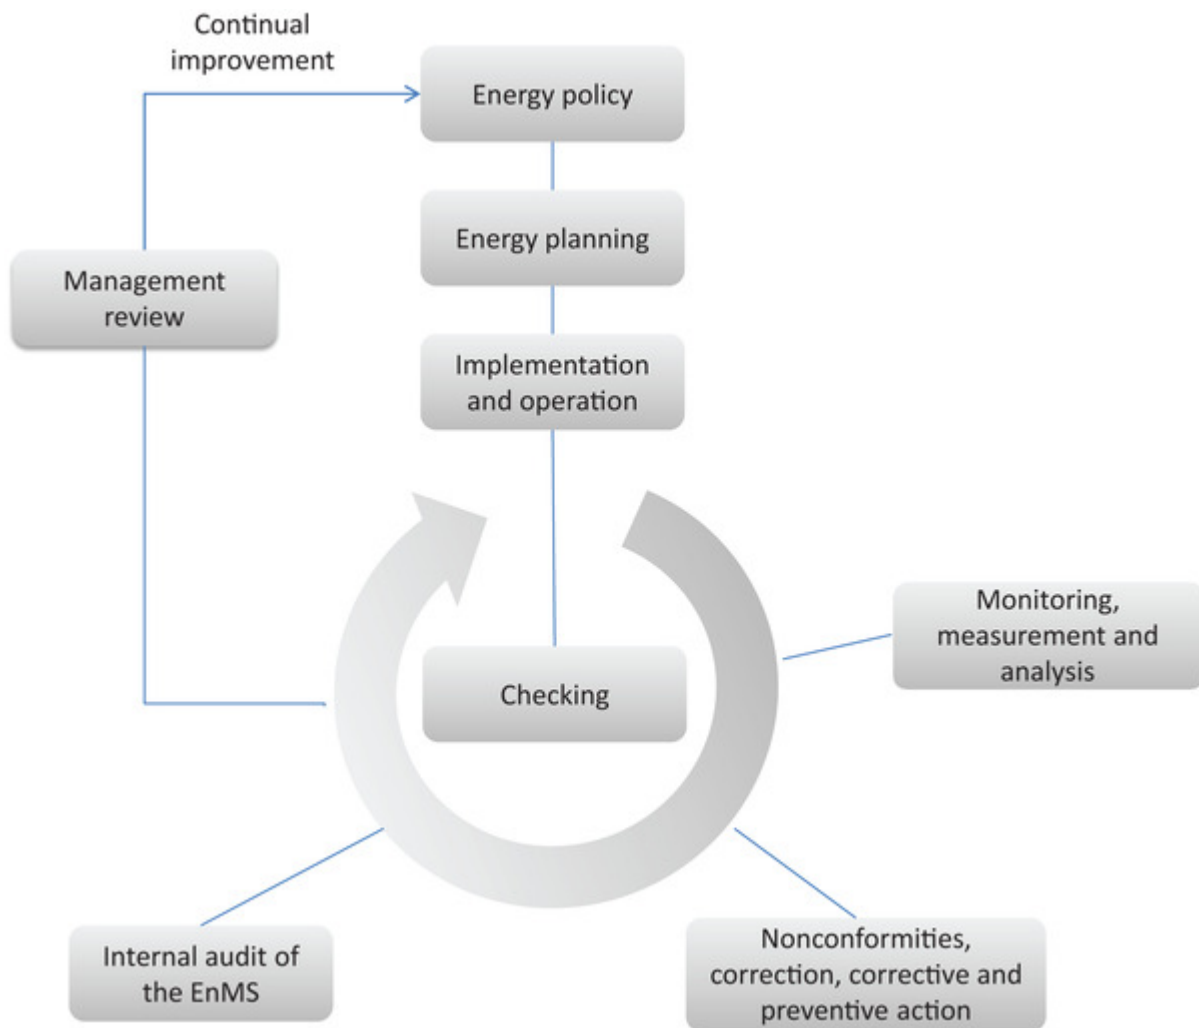 Continual
improvement
Energy policy
Energy planning
Management
review
Implementation
and operation
Monitoring,
measurement and
analysis
Checking
Internal audit of
the EnMS
Nonconformities,
correction, corrective and
preventive action